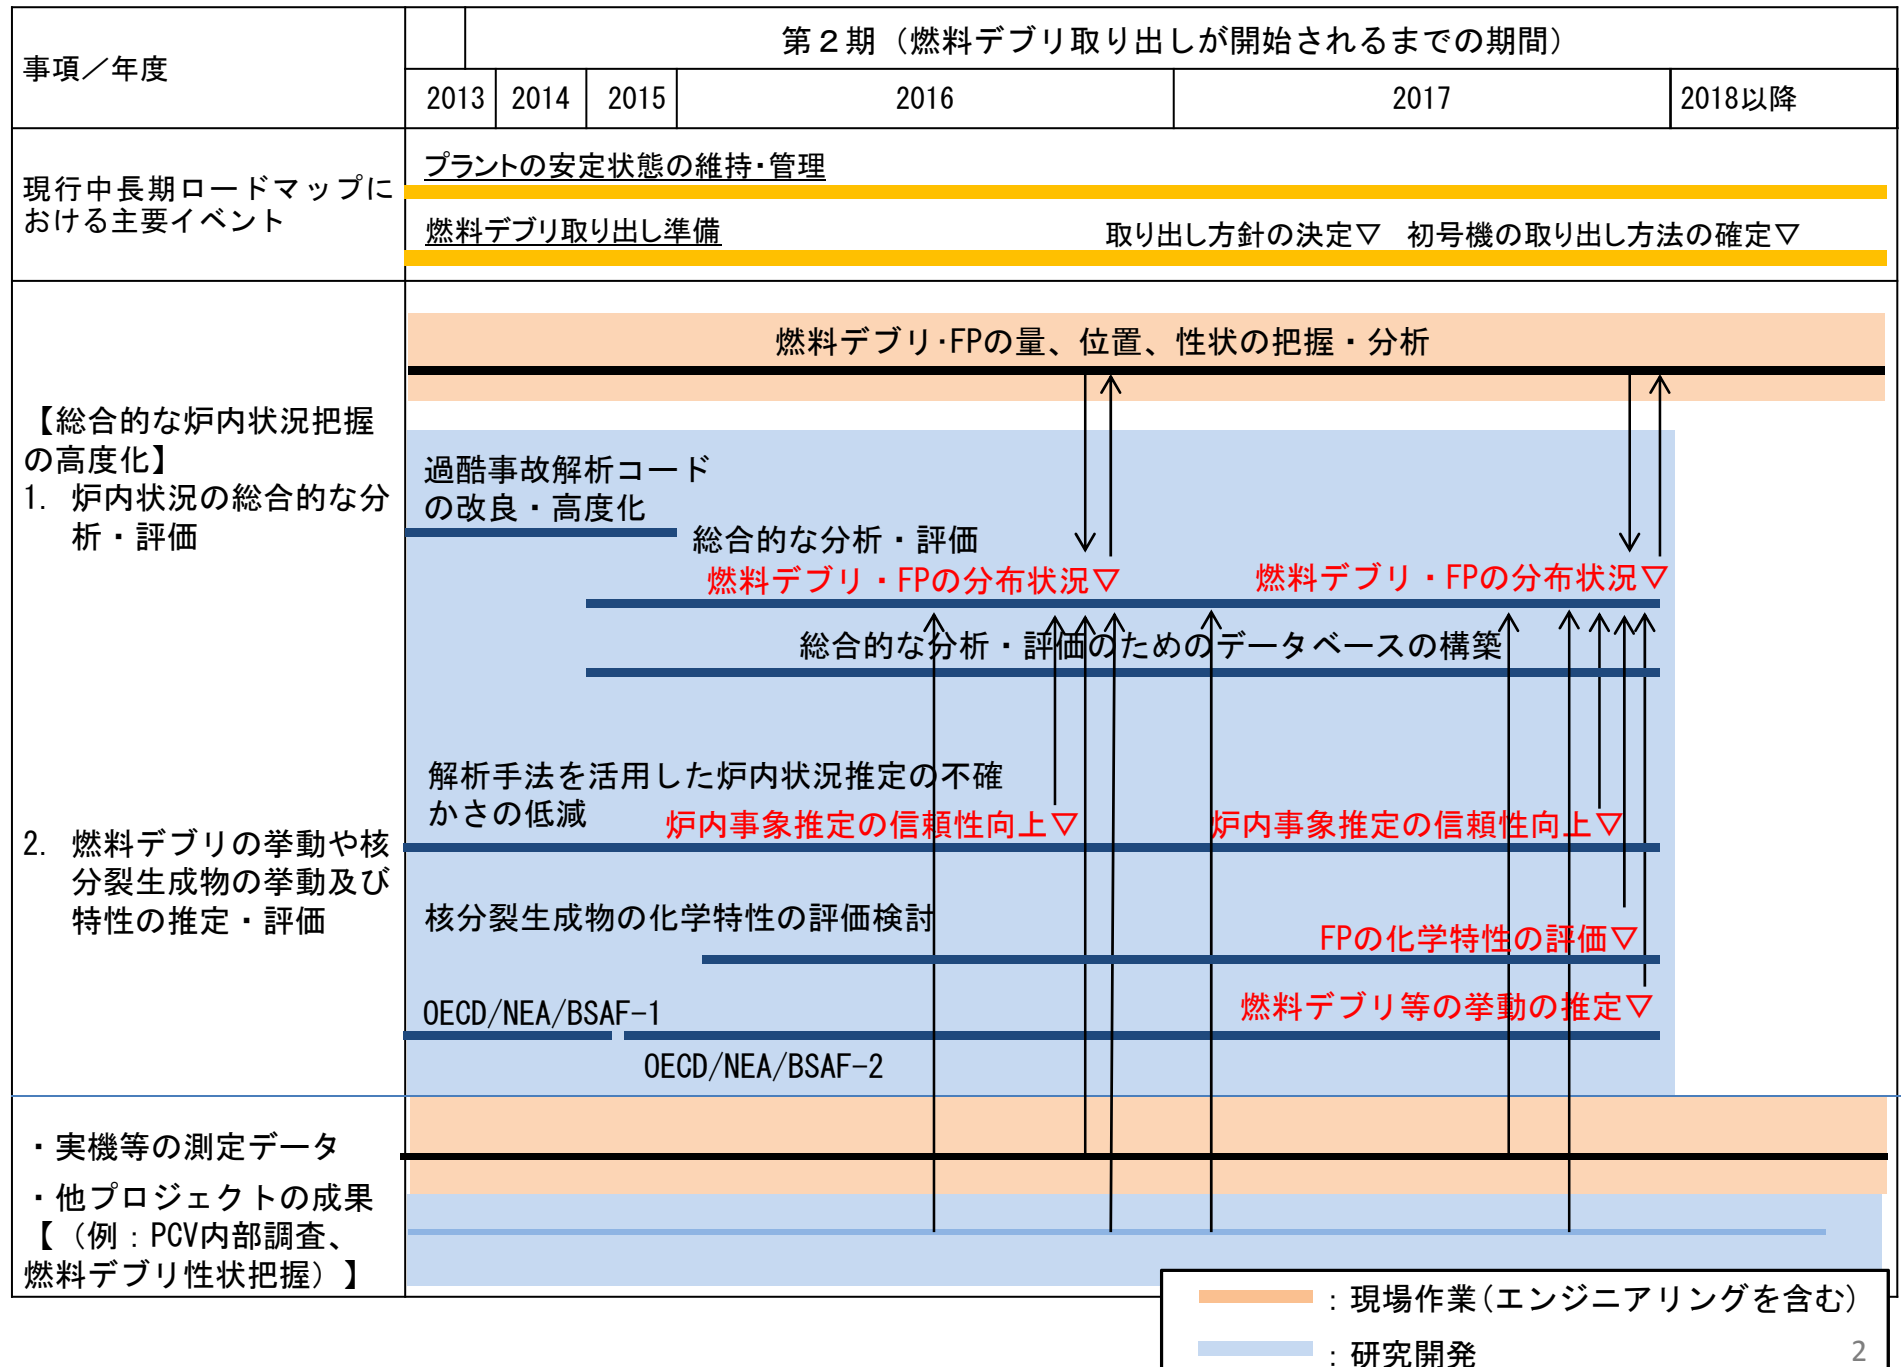 事項／年度
第２期（燃料デブリ取り出しが開始されるまでの期間）
2013
2014
2015
2016
2017
2018以降
現行中長期ロードマップに
おける主要イベント
プラントの安定状態の維持・管理
燃料デブリ取り出し準備
取り出し方針の決定▽
初号機の取り出し方法の確定▽
燃料デブリ・FPの量、位置、性状の把握・分析
【総合的な炉内状況把握
の高度化】
1. 炉内状況の総合的な分
析・評価
過酷事故解析コード
の改良・高度化
総合的な分析・評価
燃料デブリ・FPの分布状況▽
燃料デブリ・FPの分布状況▽
総合的な分析・評価のためのデータベースの構築
2. 燃料デブリの挙動や核
分裂生成物の挙動及び
特性の推定・評価
解析手法を活用した炉内状況推定の不確
かさの低減
炉内事象推定の信頼性向上▽
炉内事象推定の信頼性向上▽
核分裂生成物の化学特性の評価検討
FPの化学特性の評価▽
OECD/NEA/BSAF-1
燃料デブリ等の挙動の推定▽
OECD/NEA/BSAF-2
・実機等の測定データ
・他プロジェクトの成果
【（例：PCV内部調査、
燃料デブリ性状把握）】
：現場作業(エンジニアリングを含む)
：研究開発
2